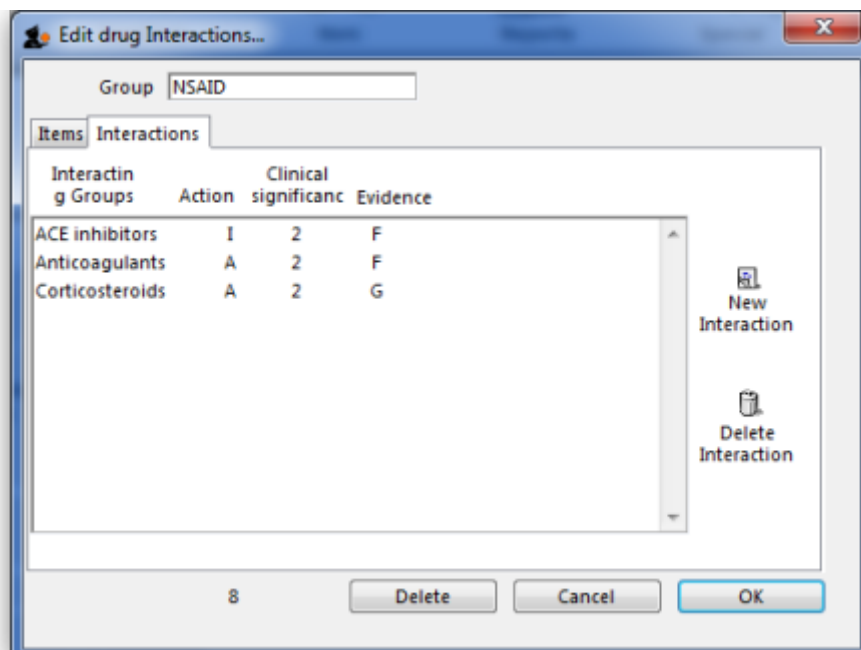 Edit drug Interactions...
Group NSAID
Items Interactions
Interactin Clinical
g Groups Action significanc Evidence
ACE inhibitors I 2 F
Anticoagulants A 2 F
Corticosteroids A 2 G
New
Interaction
Delete
Interaction
8 Delete Cancel OK